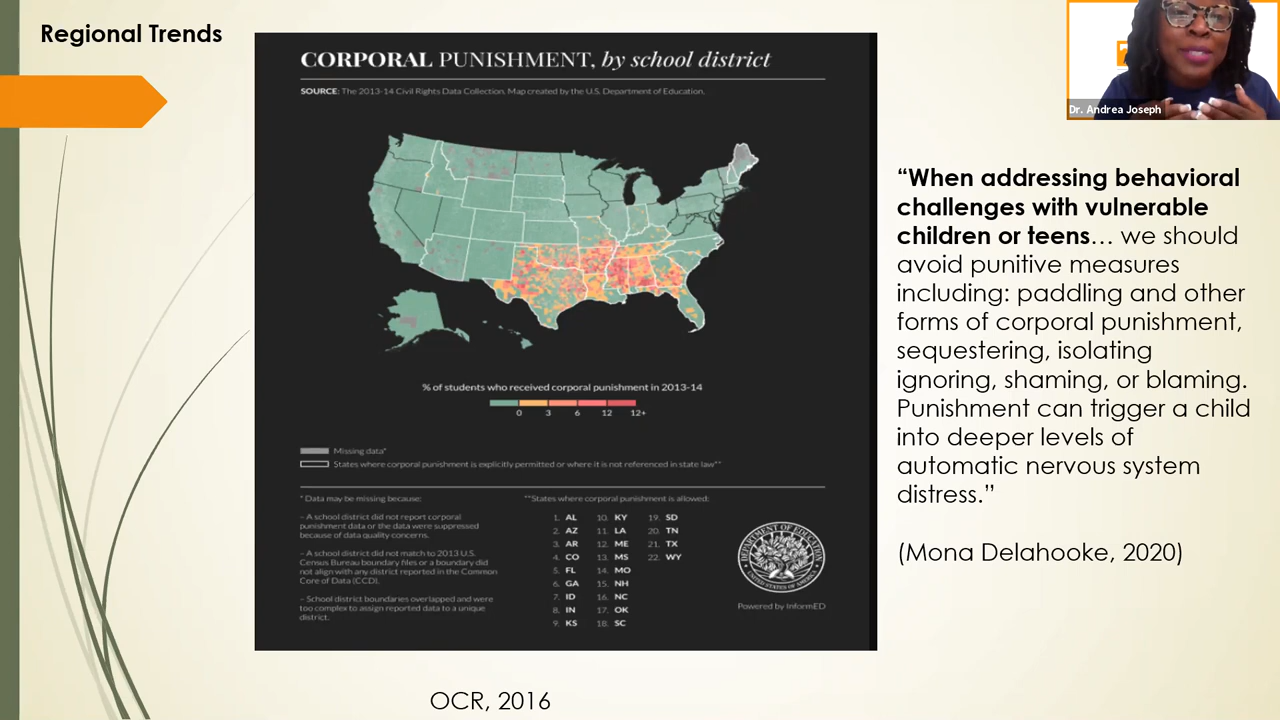 Regional Trends
CORPORAL PUNISHMENT, by school district
SOURCE: The 2013-14 Civil Rights Data Collection. Map created by the U.S. Department of Education.
Dr. Andrea Joseph
“When addressing behavioral
challenges with vulnerable
children or teens… we should
avoid punitive measures
including: paddling and other
forms of corporal punishment,
sequestering, isolating
ignoring, shaming, or blaming.
Punishment can trigger a child
into deeper levels of
automatic nervous system
distress.”
(Mona Delahooke, 2020)
% of students who received corporal punishment in 2013-14
0 3 6 12 12+
Missing data*
States where corporal punishment is explicitly permitted or where it is not referenced in state law**
* Data may be missing because:
– A school district did not report corporal
punishment data or the data were suppressed
because of data quality concerns.
– A school district did not match to 2013 U.S.
Census Bureau boundary files or a boundary did
not align with any district reported in the Common
Core of Data (CCD).
– School district boundaries overlapped and were
too complex to assign reported data to a unique
district.
**States where corporal punishment is allowed:
1. AL 10. KY 19. SD
2. AZ 11. LA 20. TN
3. AR 12. ME 21. TX
4. CO 13. MS 22. WY
5. FL 14. MO
6. GA 15. NH
7. ID 16. NC
8. IN 17. OK
9. KS 18. SC
DEPARTMENT OF EDUCATION
UNITED STATES OF AMERICA
Powered by InformED
OCR, 2016